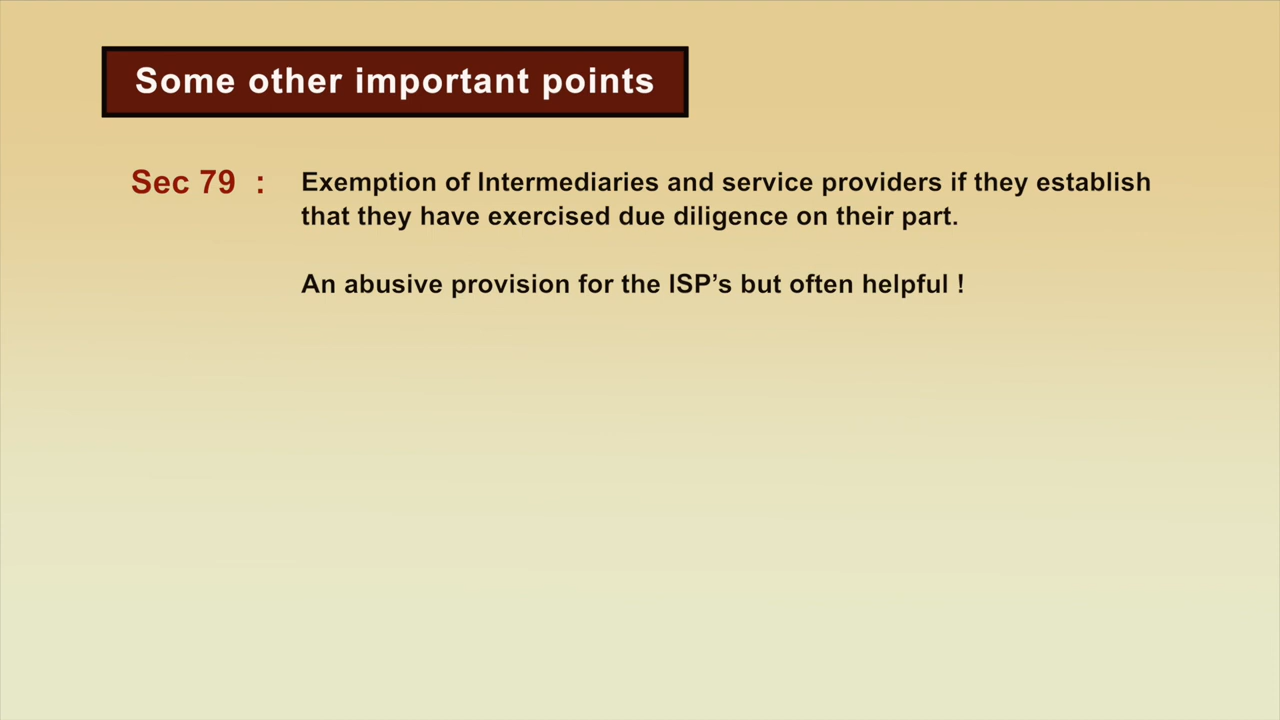 Some other important points
Sec 79 : Exemption of Intermediaries and service providers if they establish
that they have exercised due diligence on their part.
An abusive provision for the ISP’s but often helpful !